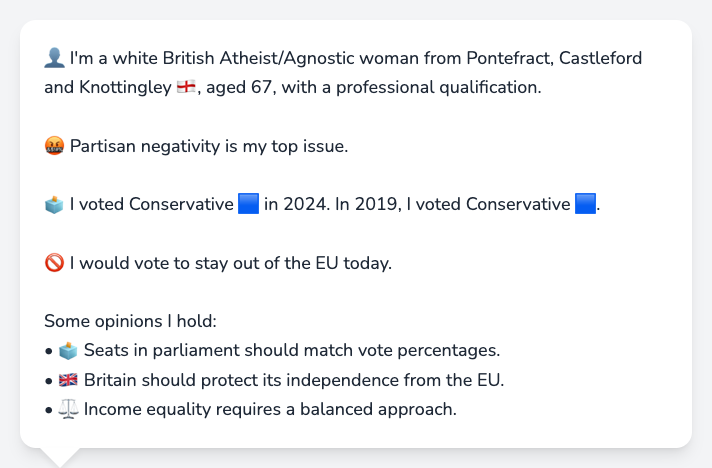 👤 I'm a white British Atheist/Agnostic woman from Pontefract, Castleford
and Knottingley 🏴󠁧󠁢󠁥󠁮󠁧󠁿, aged 67, with a professional qualification.
🤬 Partisan negativity is my top issue.
🗳️ I voted Conservative 🟦 in 2024. In 2019, I voted Conservative 🟦.
🚫 I would vote to stay out of the EU today.
Some opinions I hold:
• 🗳️ Seats in parliament should match vote percentages.
• 🇬🇧 Britain should protect its independence from the EU.
• ⚖️ Income equality requires a balanced approach.